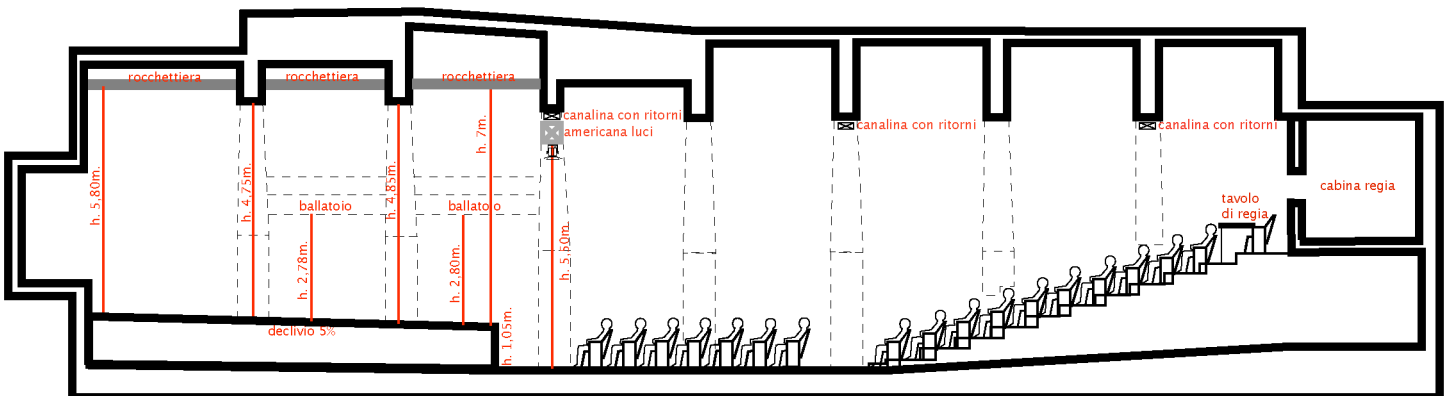 rocchettiera
rocchettiera
rocchettiera
canalina con ritorni
americana luci
canalina con ritorni
canalina con ritorni
h. 5,80m.
h. 4,75m.
h. 4,85m.
h. 7m.
cabina regia
tavolo
di regia
ballatoio
ballatoio
h. 2,78m.
h. 2,80m.
h. 5,50m.
declivio 5%
h. 1,05m.